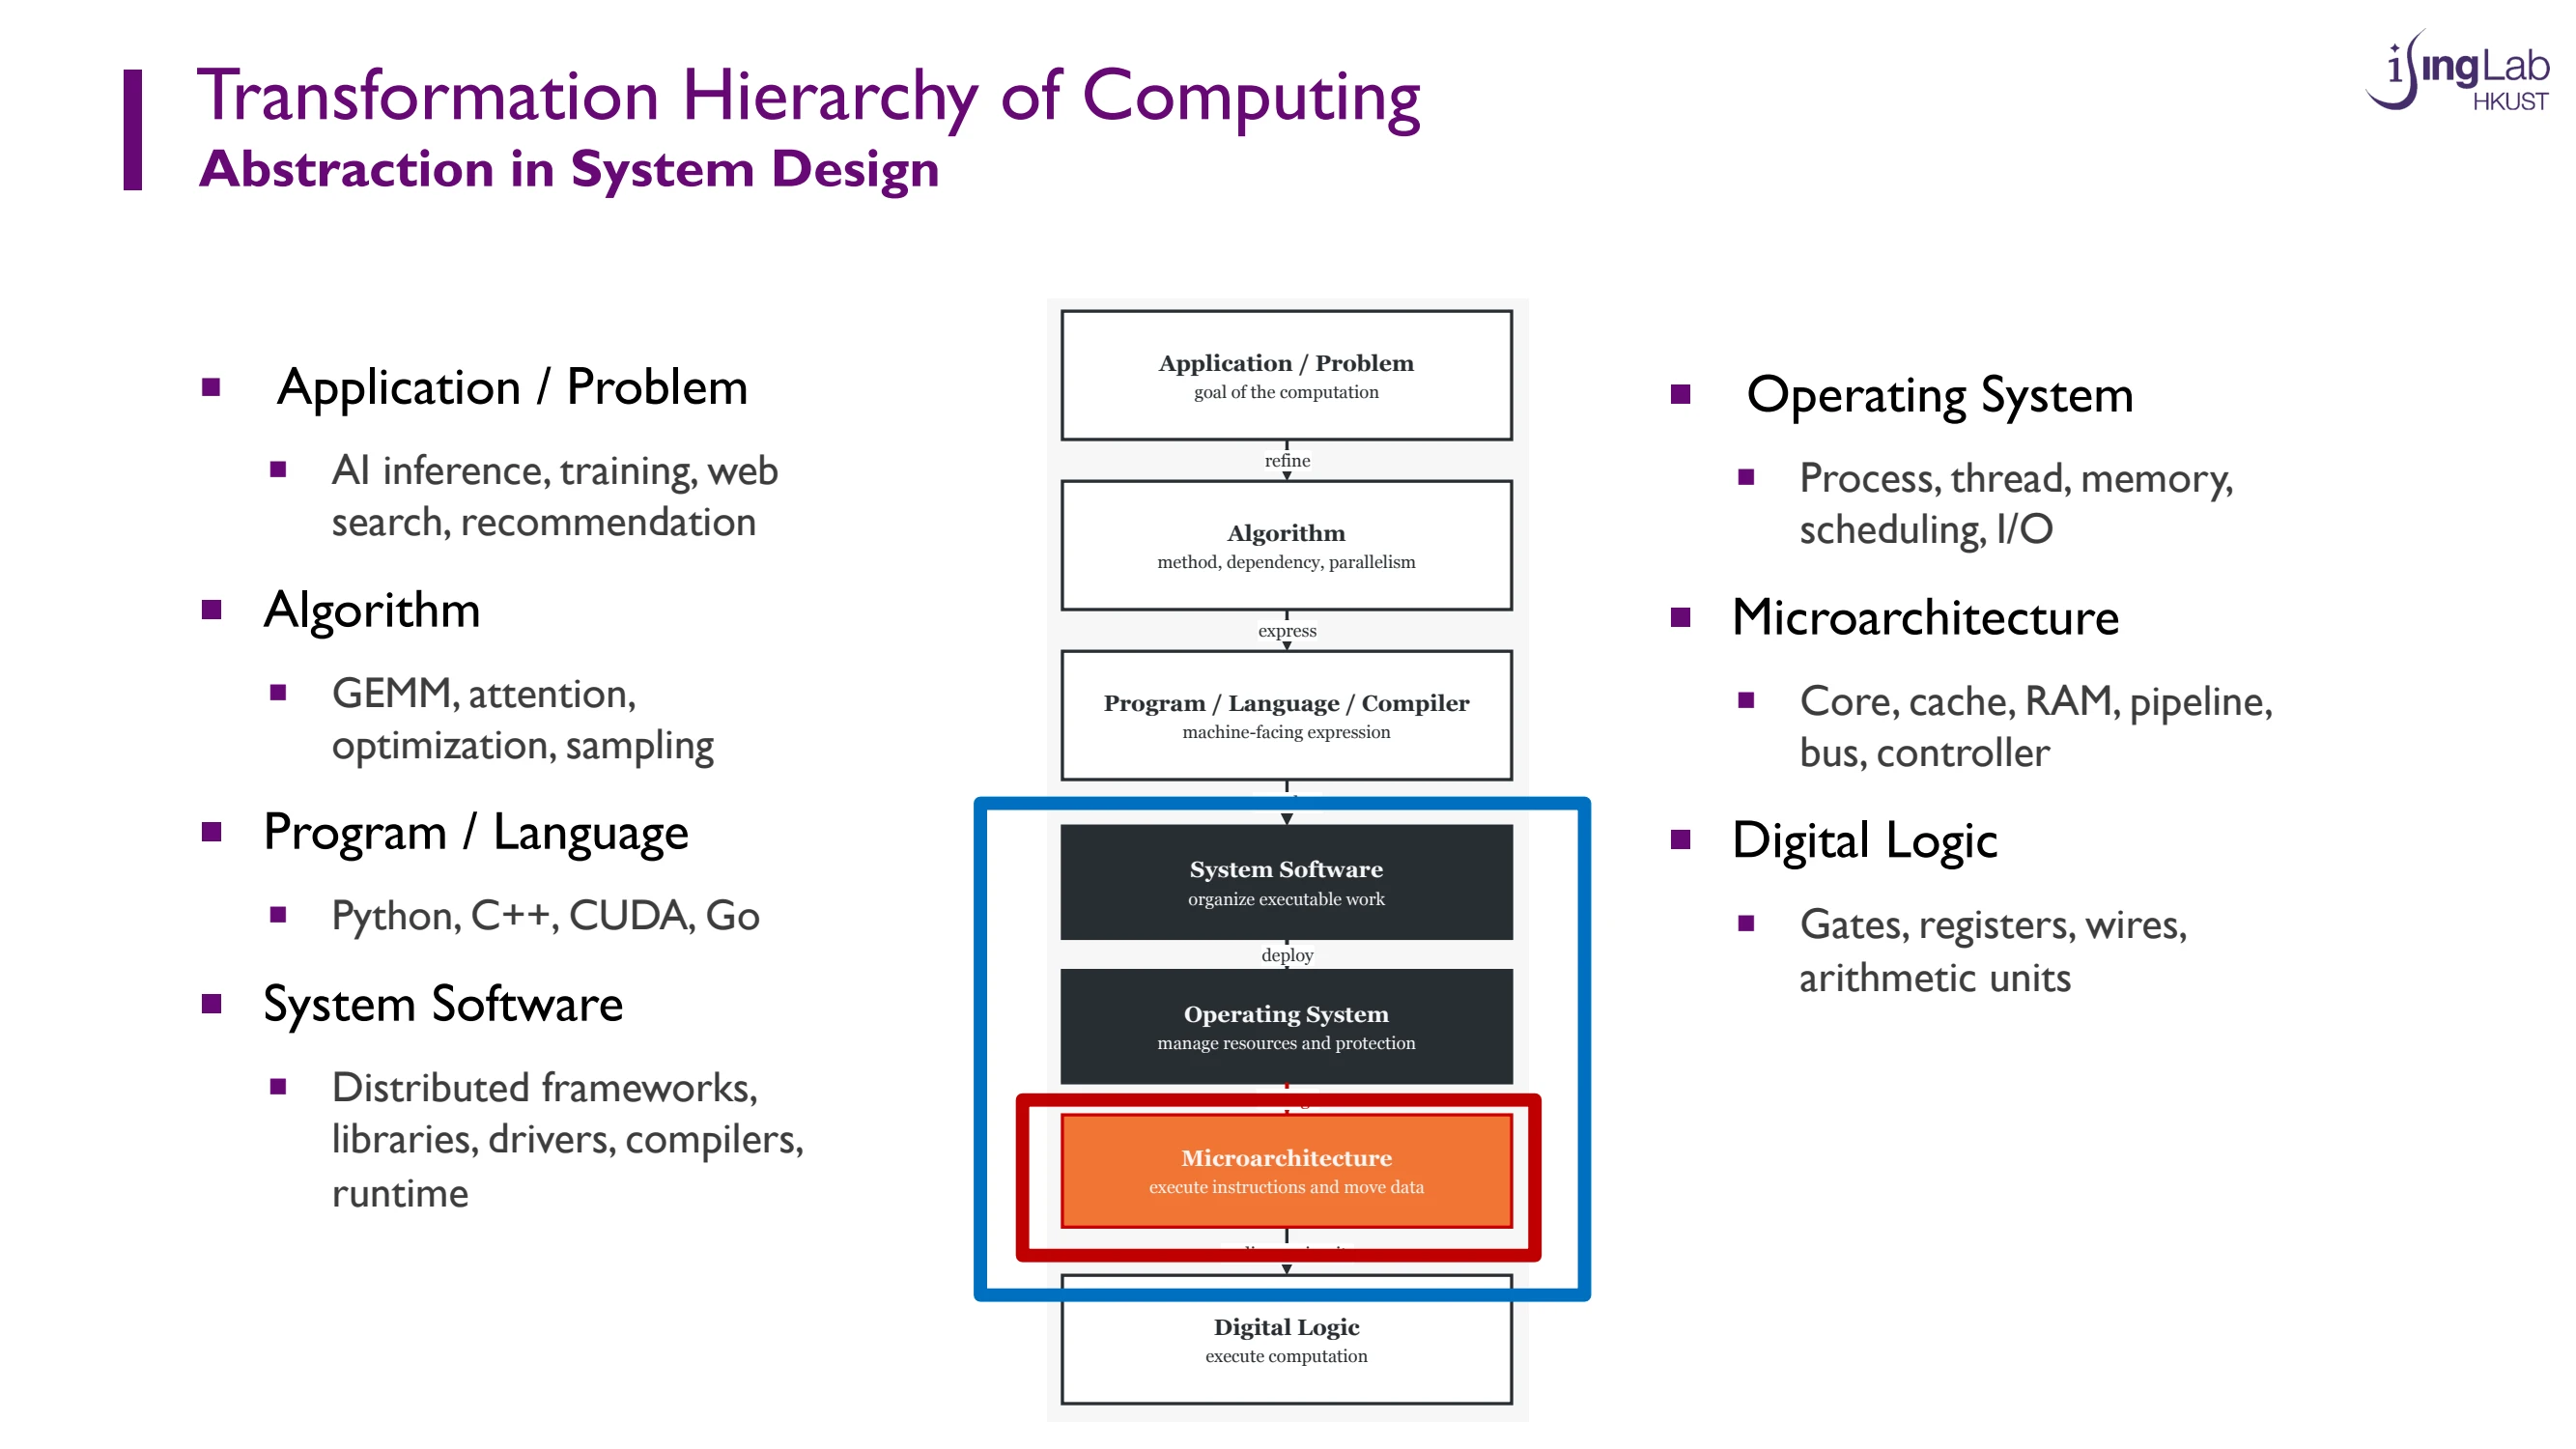 Transformation Hierarchy of Computing
Abstraction in System Design
iSingLab
HKUST
Application / Problem
AI inference, training, web
search, recommendation
Algorithm
GEMM, attention,
optimization, sampling
Program / Language
Python, C++, CUDA, Go
System Software
Distributed frameworks,
libraries, drivers, compilers,
runtime
Application / Problem
goal of the computation
refine
Algorithm
method, dependency, parallelism
express
Program / Language / Compiler
machine-facing expression
System Software
organize executable work
deploy
Operating System
manage resources and protection
Microarchitecture
execute instructions and move data
Digital Logic
execute computation
Operating System
Process, thread, memory,
scheduling, I/O
Microarchitecture
Core, cache, RAM, pipeline,
bus, controller
Digital Logic
Gates, registers, wires,
arithmetic units